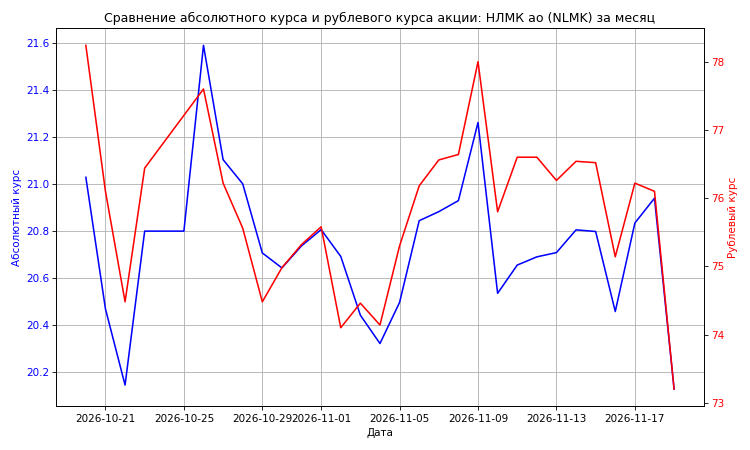 Сравнение абсолютного курса и рублевого курса акции: НЛМК ао (NLMK) за месяц
21.6
21.4
21.2
21.0
20.8
20.6
20.4
20.2
Абсолютный курс
78
77
76
75
74
73
Рублевый курс
2026-10-21 2026-10-25 2026-10-29 2026-11-01 2026-11-05 2026-11-09 2026-11-13 2026-11-17
Дата